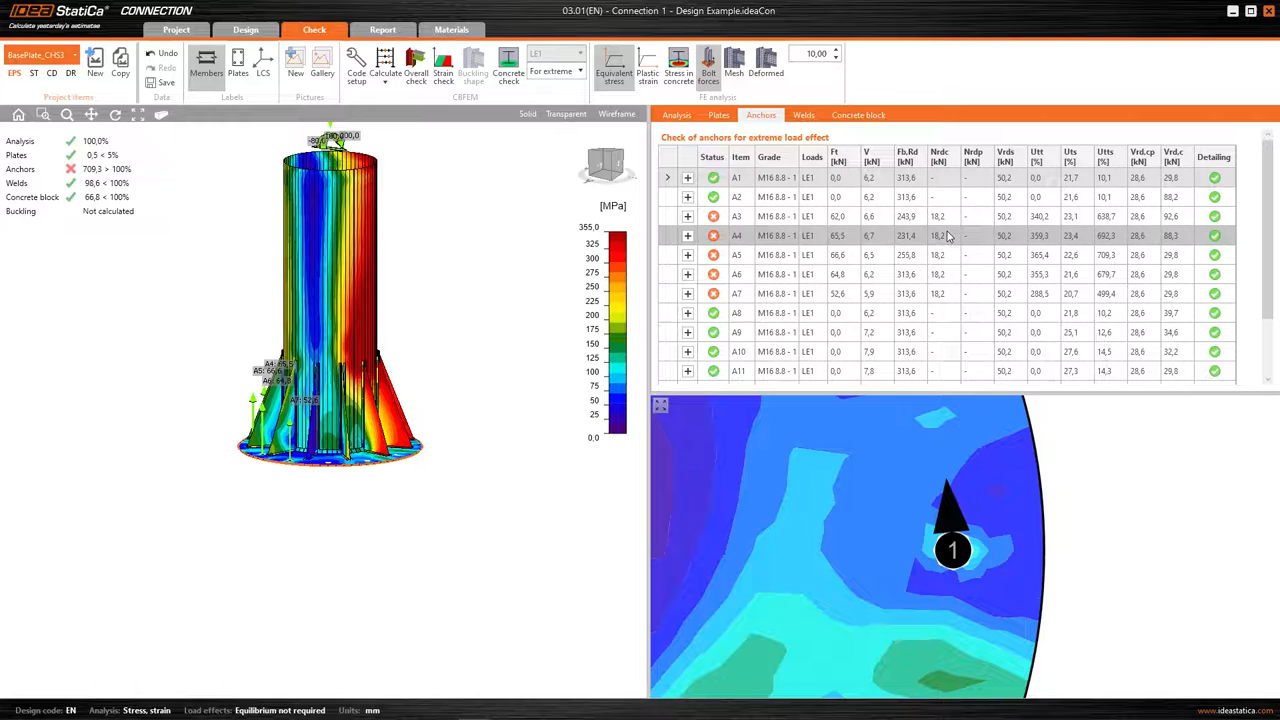 IDEA StatiCa CONNECTION
Calculate yesterday's estimates
03.01(EN) - Connection 1 - Design Example.ideaCon
Project Design Check Report Materials
BasePlate_CHS3
EPS ST CD DR
New Copy
Project items
Undo
Redo
Save
Data
Members Plates LCS
Labels
New Gallery
Pictures
Code setup Calculate Overall check Strain check Buckling shape Concrete check
LE1
For extreme
CBFEM
Equivalent stress Plastic strain Stress in concrete Bolt forces Mesh Deformed
10,00
FE analysis
Solid Transparent Wireframe
Analysis 100,0%
Plates 0,5 < 5%
Anchors 709,3 > 100%
Welds 98,6 < 100%
Concrete block 66,8 < 100%
Buckling Not calculated
[MPa]
355,0
325
300
275
250
225
200
175
150
125
100
75
50
25
0,0
A7: 52,6
Analysis Plates Anchors Welds Concrete block
Check of anchors for extreme load effect
Status Item Grade Loads Ft [kN] V [kN] Fb,Rd [kN] Nrdc [kN] Nrdp [kN] Vrds [kN] Utt [%] Uts [%] Utts [%] Vrd,cp [kN] Vrd,c [kN] Detailing
A1 M16 8.8 - 1 LE1 0,0 6,2 313,6 - - 50,2 0,0 21,7 10,1 28,6 29,8
A2 M16 8.8 - 1 LE1 0,0 6,2 313,6 - - 50,2 0,0 21,6 10,1 28,6 88,2
A3 M16 8.8 - 1 LE1 62,0 6,6 243,9 18,2 - 50,2 340,2 23,1 638,7 28,6 92,6
A4 M16 8.8 - 1 LE1 65,5 6,7 231,4 18,2 - 50,2 359,3 23,4 692,3 28,6 88,3
A5 M16 8.8 - 1 LE1 66,6 6,5 255,8 18,2 - 50,2 365,4 22,6 709,3 28,6 29,8
A6 M16 8.8 - 1 LE1 64,8 6,2 313,6 18,2 - 50,2 355,3 21,6 679,7 28,6 29,8
A7 M16 8.8 - 1 LE1 52,6 5,9 313,6 18,2 - 50,2 288,5 20,7 499,4 28,6 29,8
A8 M16 8.8 - 1 LE1 0,0 6,2 313,6 - - 50,2 0,0 21,6 10,1 28,6 39,7
A9 M16 8.8 - 1 LE1 0,0 7,2 313,6 - - 50,2 0,0 25,1 12,6 28,6 34,6
A10 M16 8.8 - 1 LE1 0,0 7,9 313,6 - - 50,2 0,0 27,6 14,5 28,6 32,2
A11 M16 8.8 - 1 LE1 0,0 7,8 313,6 - - 50,2 0,0 27,3 14,3 28,6 29,8
1
Design code: EN Analysis: Stress, strain Load effects: Equilibrium not required Units: mm
www.ideastatica.com